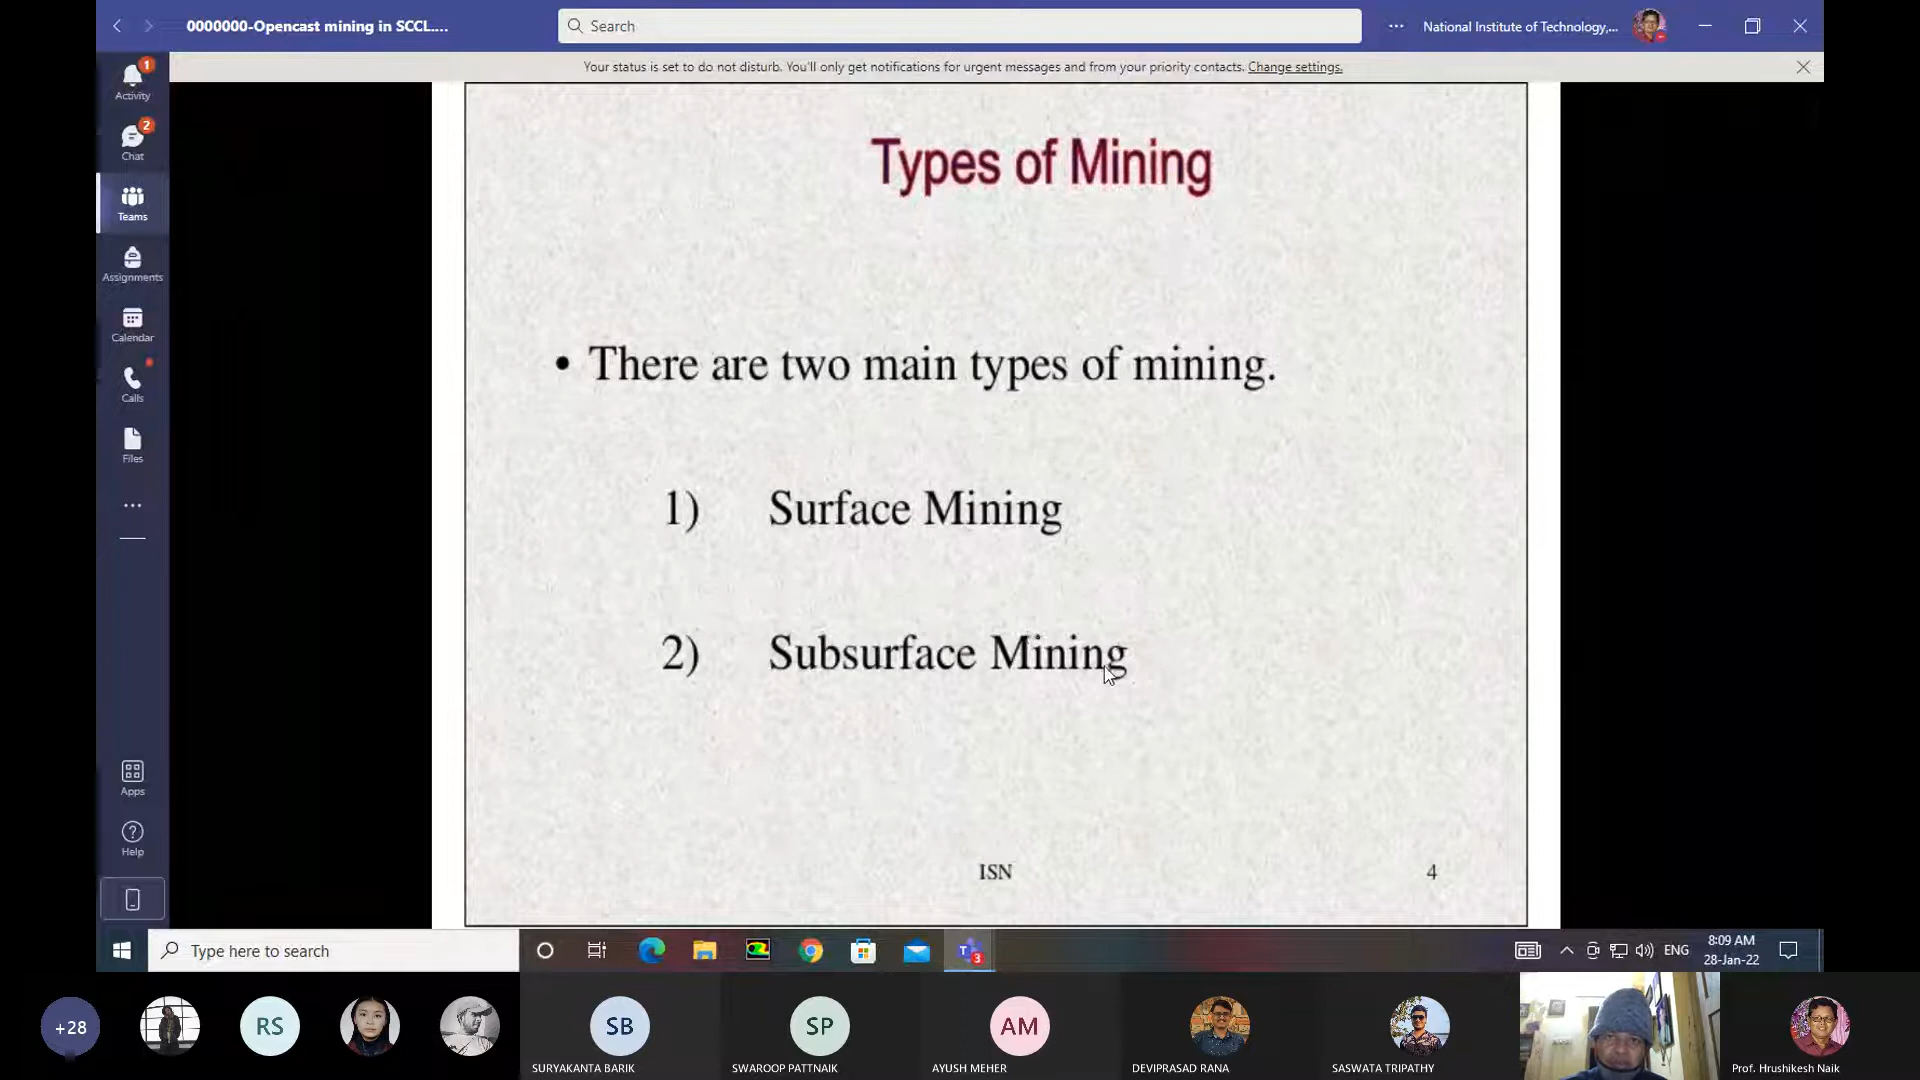 0000000-Opencast mining in SCCL....
Search
National Institute of Technology,...
Your status is set to do not disturb. You'll only get notifications for urgent messages and from your priority contacts. Change settings.
1
Activity
2
Chat
Teams
Assignments
Calendar
Calls
Files
Apps
Help
Types of Mining
• There are two main types of mining.
1) Surface Mining
2) Subsurface Mining
ISN 4
Type here to search
3
ENG
8:09 AM
28-Jan-22
+28
RS
SB
SP
AM
SURYAKANTA BARIK
SWAROOP PATTNAIK
AYUSH MEHER
DEVIPRASAD RANA
SASWATA TRIPATHY
Prof. Hrushikesh Naik